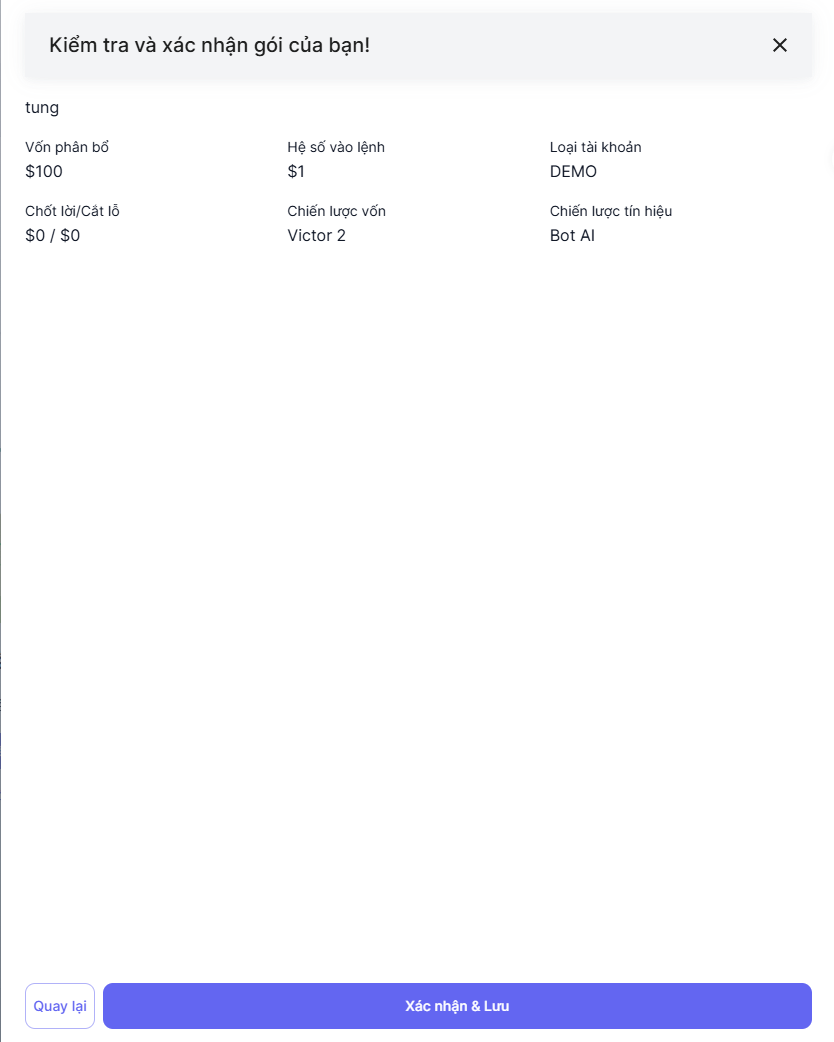 Kiểm tra và xác nhận gói của bạn!
tung
Vốn phân bổ
$100
Hệ số vào lệnh
$1
Loại tài khoản
DEMO
Chốt lời/Cắt lỗ
$0 / $0
Chiến lược vốn
Victor 2
Chiến lược tín hiệu
Bot AI
Quay lại
Xác nhận & Lưu